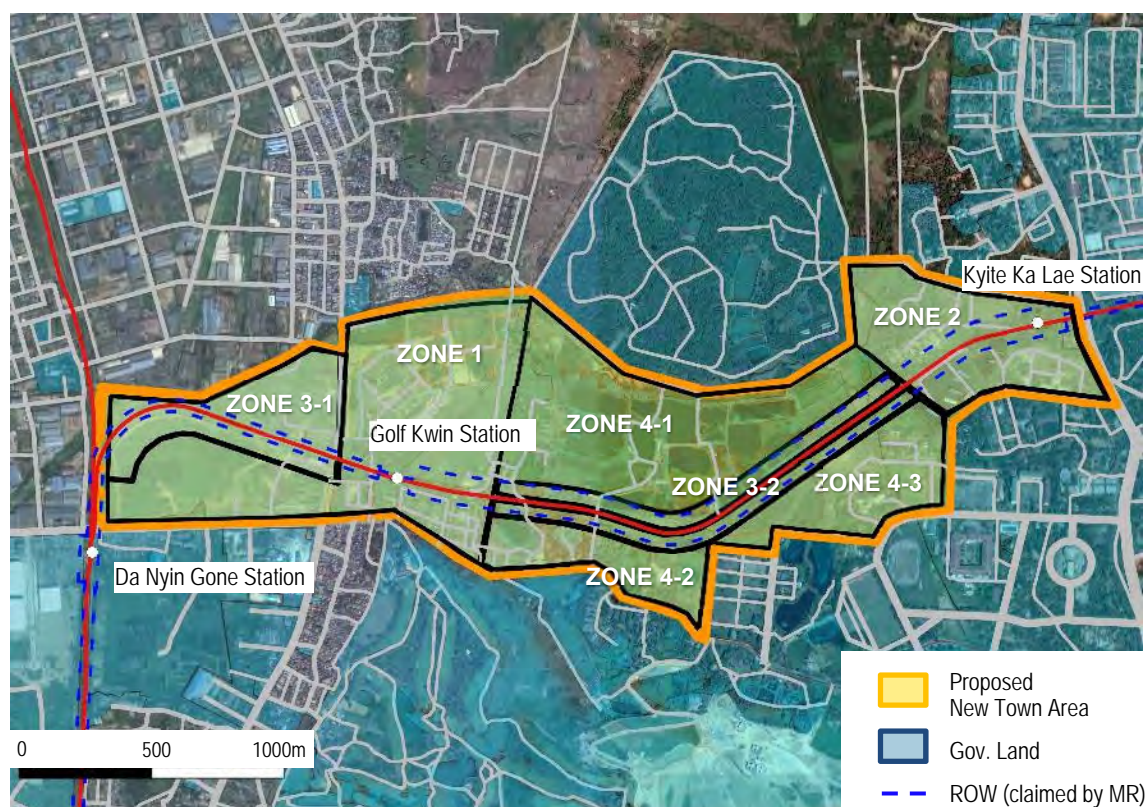 Kyite Ka Lae Station
ZONE 2
ZONE 1
ZONE 3-1
ZONE 4-1
Golf Kwin Station
ZONE 3-2
ZONE 4-3
Da Nyin Gone Station
ZONE 4-2
Proposed
New Town Area
Gov. Land
ROW (claimed by MR)
0 500 1000m